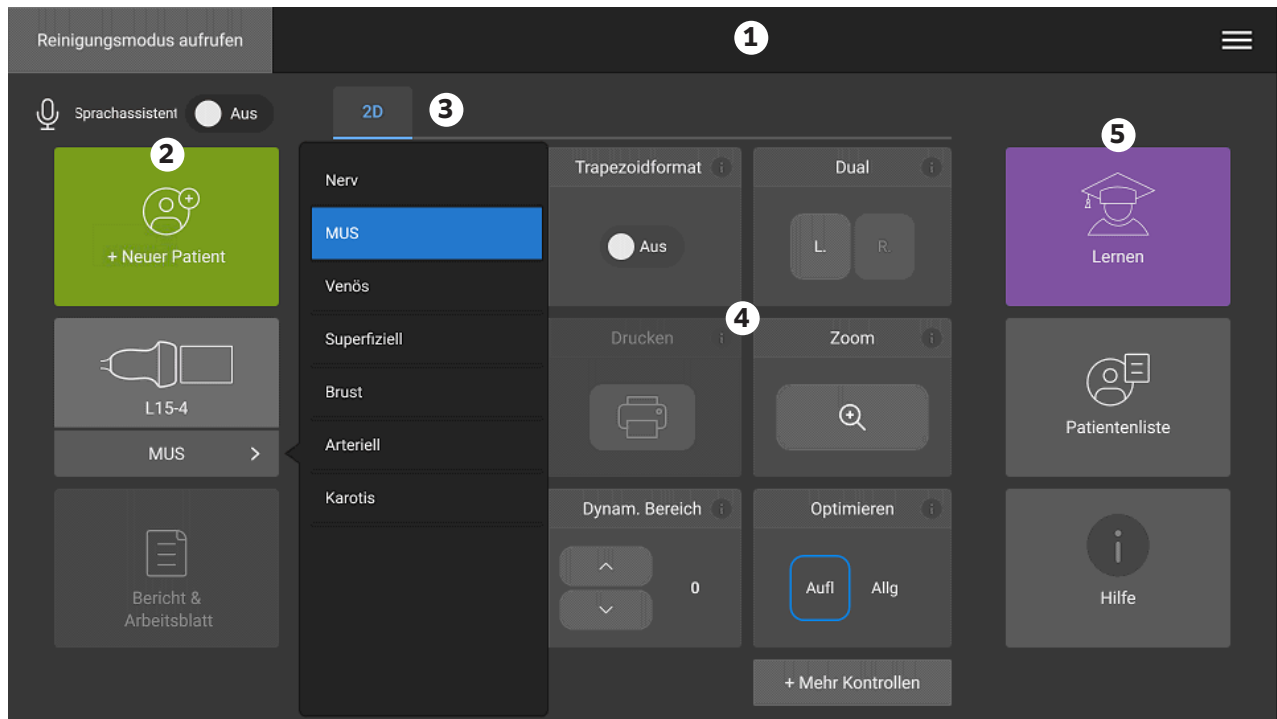 Reinigungsmodus aufrufen
1
Sprachassistent
Aus
2D
3
2
+ Neuer Patient
L15-4
MUS
Bericht &
Arbeitsblatt
Nerv
MUS
Venös
Superfiziell
Brust
Arteriell
Karotis
Trapezoidformat i
Aus
Dual i
L.
R.
4
Drucken i
Zoom i
Dynam. Bereich i
0
Optimieren i
Aufl
Allg
+ Mehr Kontrollen
5
Lernen
Patientenliste
i
Hilfe